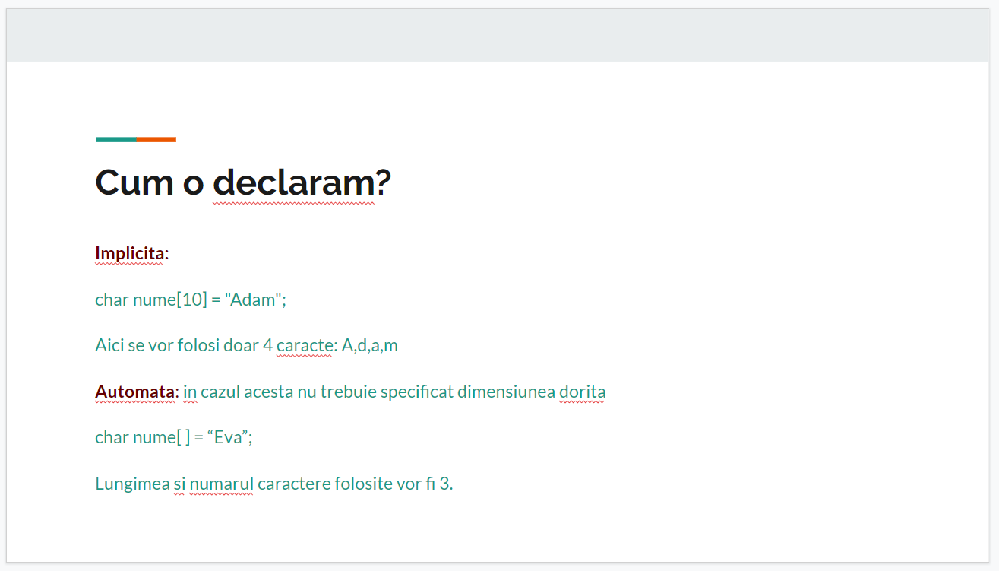 Cum o declaram?
Implicita:
char nume[10] = "Adam";
Aici se vor folosi doar 4 caracte: A,d,a,m
Automata: in cazul acesta nu trebuie specificat dimensiunea dorita
char nume[ ] = “Eva”;
Lungimea si numarul caractere folosite vor fi 3.